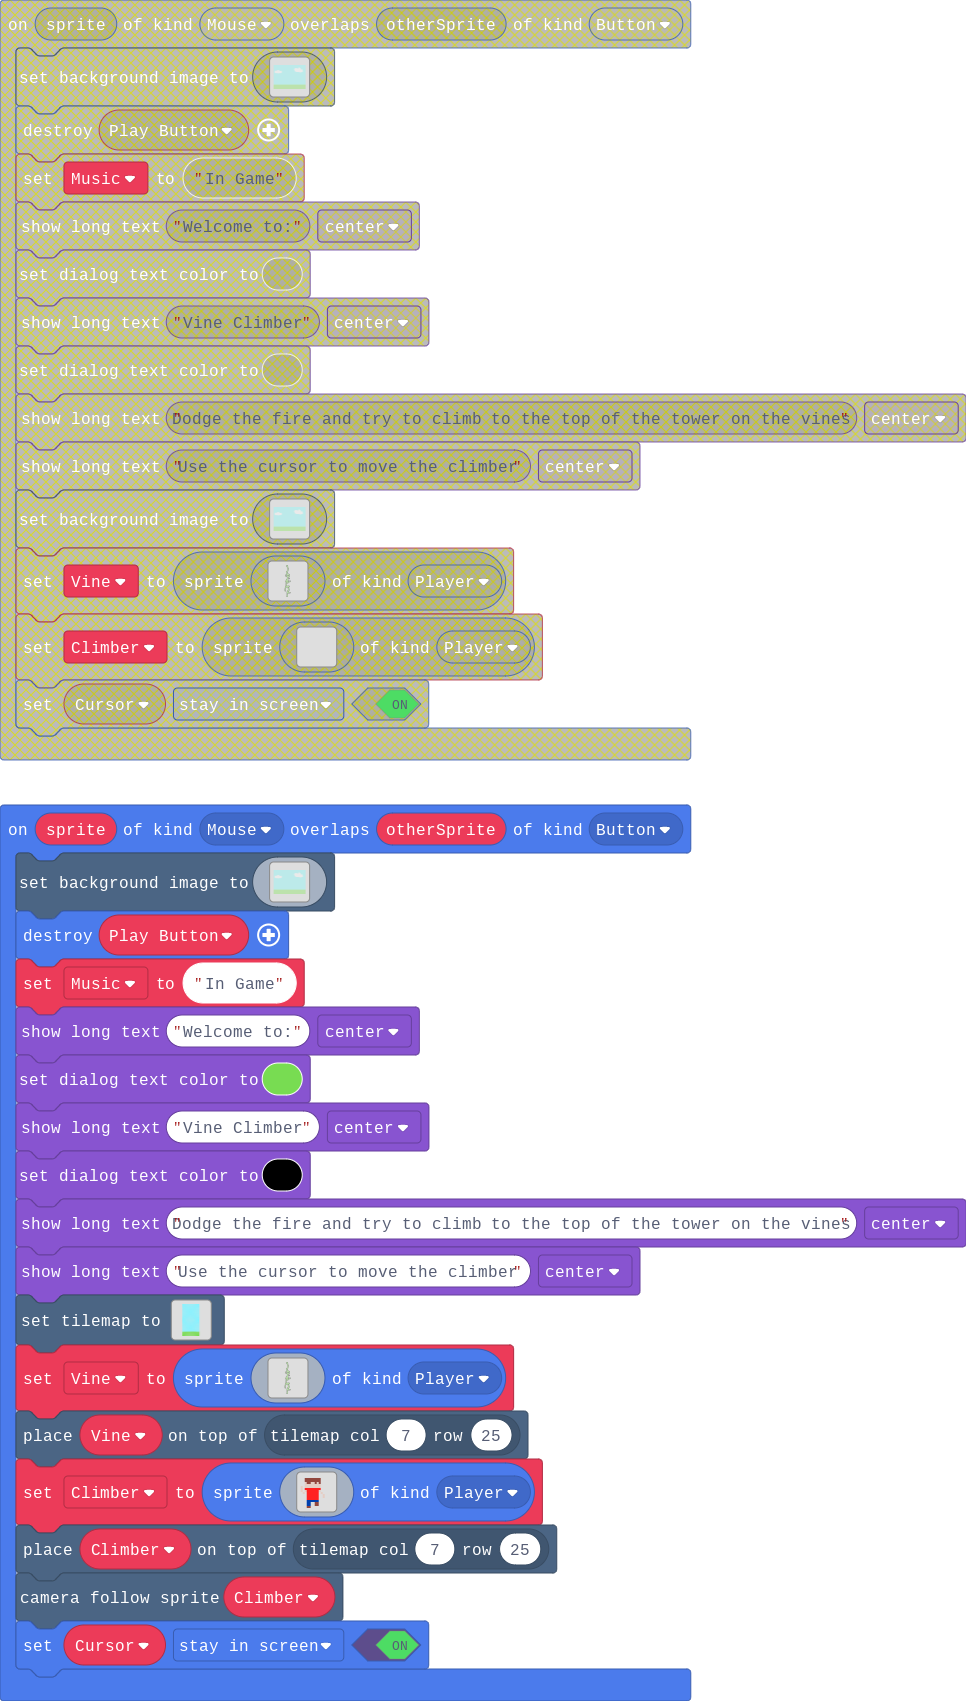 on sprite of kind Mouse overlaps otherSprite of kind Button
set background image to
destroy Play Button
set Music to "In Game"
show long text "Welcome to:" center
set dialog text color to
show long text "Vine Climber" center
set dialog text color to
show long text "Dodge the fire and try to climb to the top of the tower on the vines" center
show long text "Use the cursor to move the climber" center
set background image to
set Vine to sprite of kind Player
set Climber to sprite of kind Player
set Cursor stay in screen ON
on sprite of kind Mouse overlaps otherSprite of kind Button
set background image to
destroy Play Button
set Music to "In Game"
show long text "Welcome to:" center
set dialog text color to
show long text "Vine Climber" center
set dialog text color to
show long text "Dodge the fire and try to climb to the top of the tower on the vines" center
show long text "Use the cursor to move the climber" center
set tilemap to
set Vine to sprite of kind Player
place Vine on top of tilemap col 7 row 25
set Climber to sprite of kind Player
place Climber on top of tilemap col 7 row 25
camera follow sprite Climber
set Cursor stay in screen ON